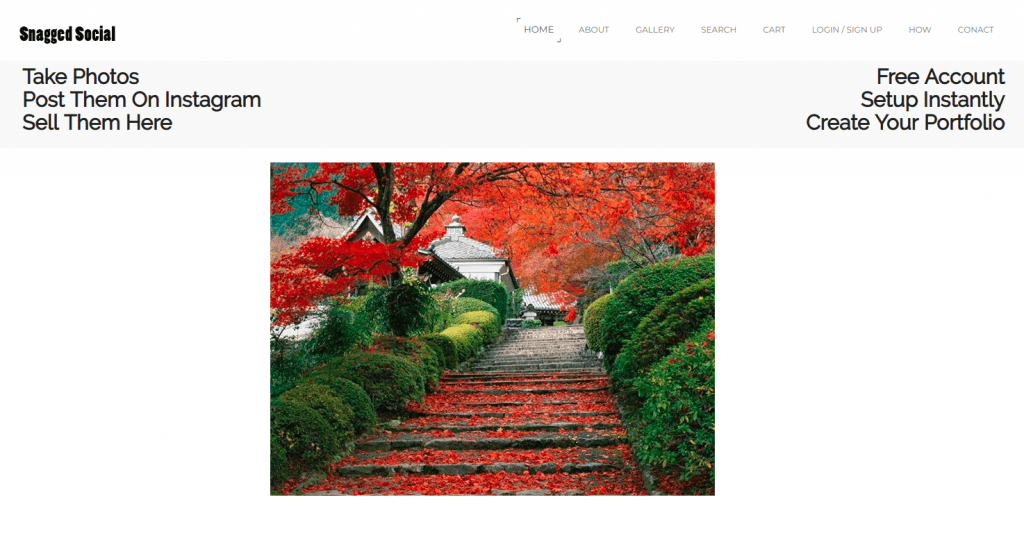 Snagged Social
HOME ABOUT GALLERY SEARCH CART LOGIN / SIGN UP HOW CONACT
Take Photos
Post Them On Instagram
Sell Them Here
Free Account
Setup Instantly
Create Your Portfolio